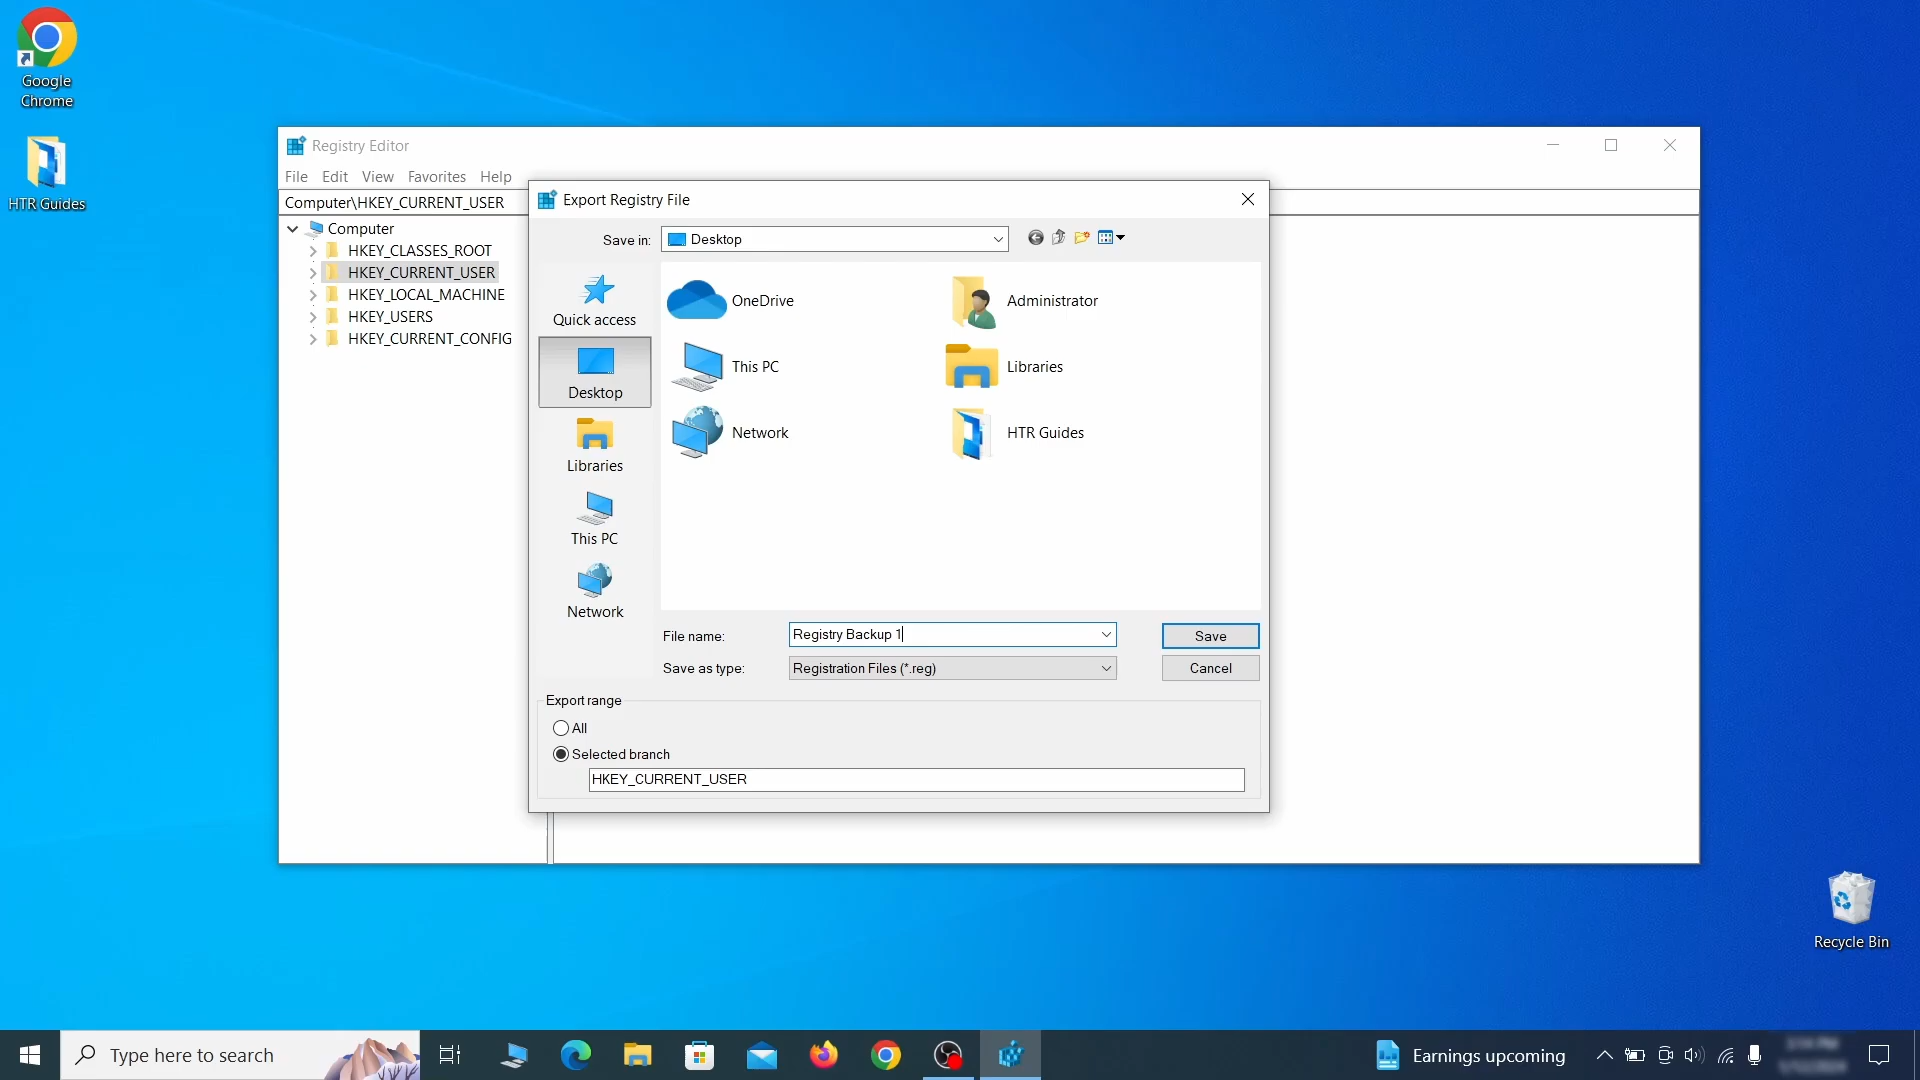 Google
Chrome
HTR Guides
Registry Editor
File Edit View Favorites Help
Computer\HKEY_CURRENT_USER
Computer
HKEY_CLASSES_ROOT
HKEY_CURRENT_USER
HKEY_LOCAL_MACHINE
HKEY_USERS
HKEY_CURRENT_CONFIG
Export Registry File
Save in: Desktop
Quick access
Desktop
Libraries
This PC
Network
OneDrive
Administrator
This PC
Libraries
Network
HTR Guides
File name: Registry Backup 1
Save
Save as type: Registration Files (*.reg)
Cancel
Export range
All
Selected branch
HKEY_CURRENT_USER
Recycle Bin
Type here to search
Earnings upcoming